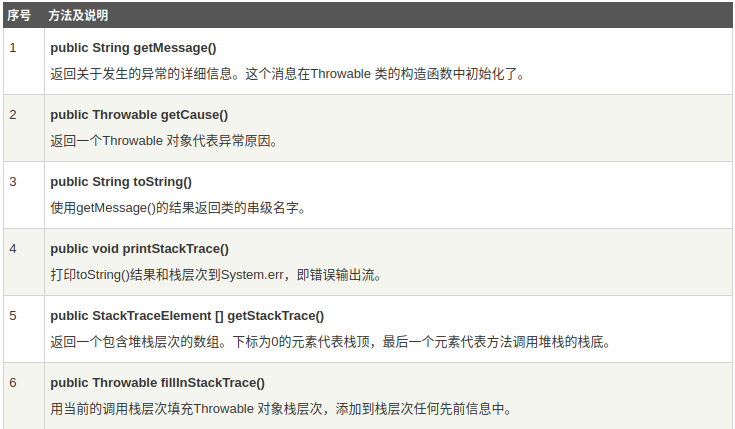 序号 方法及说明
1 public String getMessage()
返回关于发生的异常的详细信息。这个消息在Throwable 类的构造函数中初始化了。
2 public Throwable getCause()
返回一个Throwable 对象代表异常原因。
3 public String toString()
使用getMessage()的结果返回类的串级名字。
4 public void printStackTrace()
打印toString()结果和栈层次到System.err，即错误输出流。
5 public StackTraceElement [] getStackTrace()
返回一个包含堆栈层次的数组。下标为0的元素代表栈顶，最后一个元素代表方法调用堆栈的栈底。
6 public Throwable fillInStackTrace()
用当前的调用栈层次填充Throwable 对象栈层次，添加到栈层次任何先前信息中。